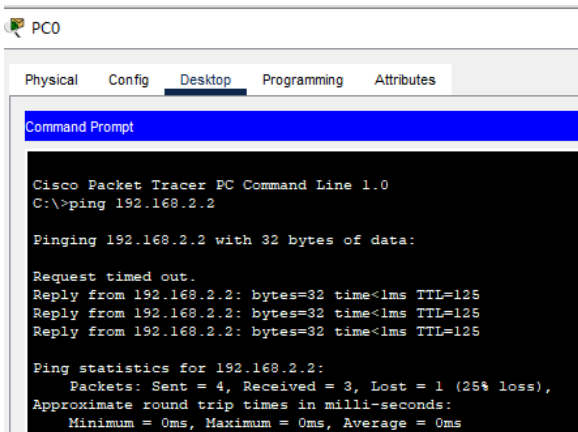 PC0
Physical Config Desktop Programming Attributes
Command Prompt
Cisco Packet Tracer PC Command Line 1.0
C:\>ping 192.168.2.2
Pinging 192.168.2.2 with 32 bytes of data:
Request timed out.
Reply from 192.168.2.2: bytes=32 time<1ms TTL=125
Reply from 192.168.2.2: bytes=32 time<1ms TTL=125
Reply from 192.168.2.2: bytes=32 time<1ms TTL=125
Ping statistics for 192.168.2.2:
Packets: Sent = 4, Received = 3, Lost = 1 (25% loss),
Approximate round trip times in milli-seconds:
Minimum = 0ms, Maximum = 0ms, Average = 0ms